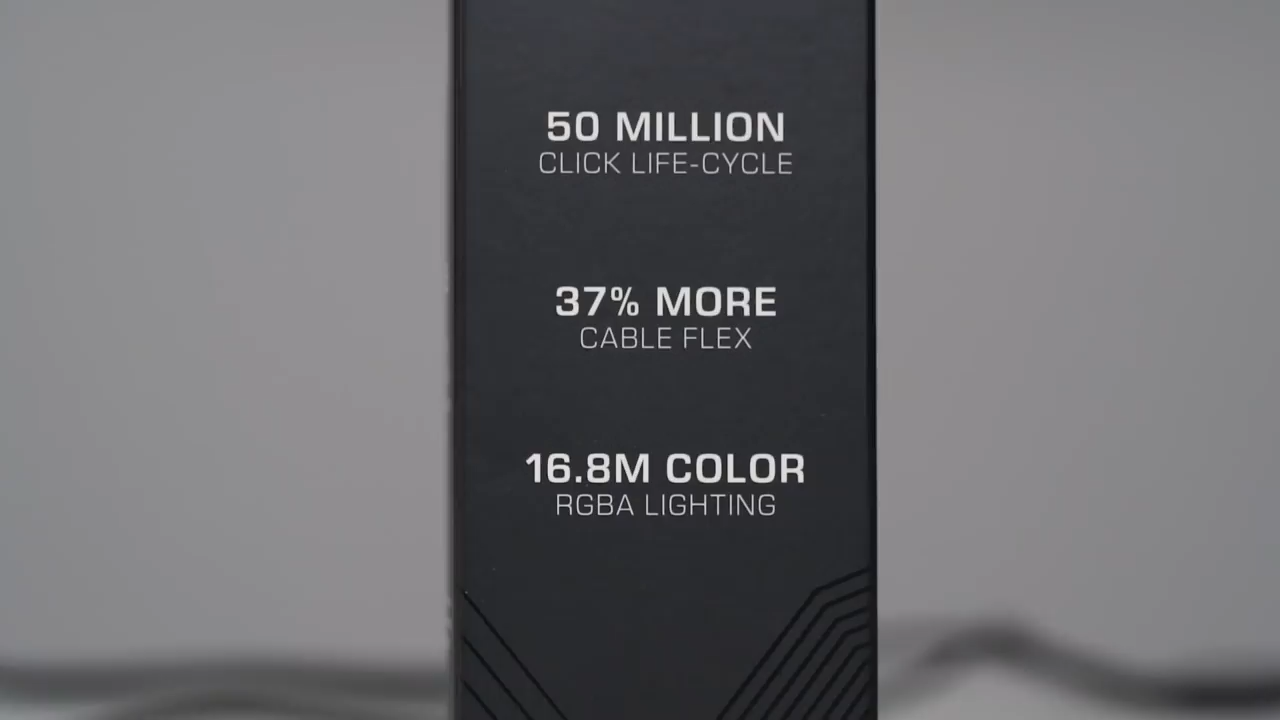 50 MILLION
CLICK LIFE-CYCLE
37% MORE
CABLE FLEX
16.8M COLOR
RGBA LIGHTING